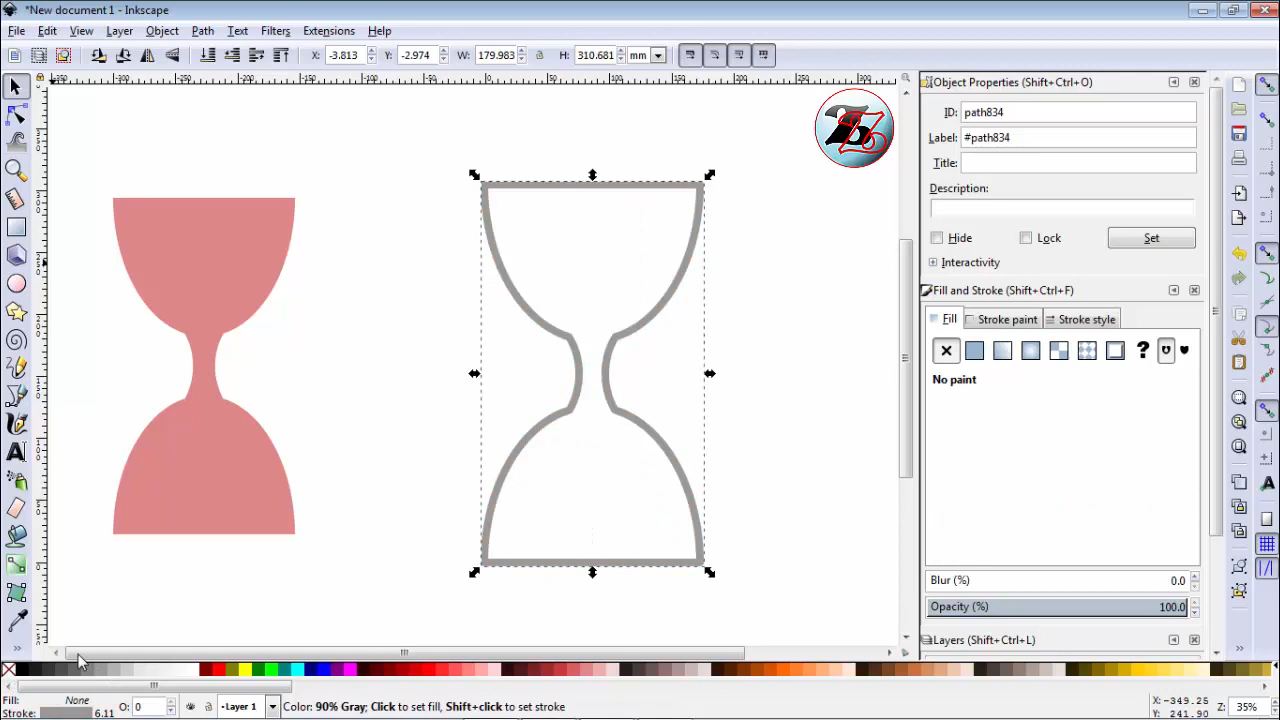 *New document1 - Inkscape
File Edit View Layer Object Path Text Filters Extensions Help
X: -3.813 Y: -2.974 W: 179.983 H: 310.681 mm
Object Properties (Shift+Ctrl+O)
ID: path834
Label: #path834
Title:
Description:
Hide Lock Set
Interactivity
Fill and Stroke (Shift+Ctrl+F)
Fill Stroke paint Stroke style
No paint
Blur (%) 0.0
Opacity (%) 100.0
Layers (Shift+Ctrl+L)
Fill: None
Stroke: 6.11 O: 0 Layer 1 Color: 90% Gray; Click to set fill, Shift+click to set stroke
X: -349.25
Y: 241.90
Z: 35%